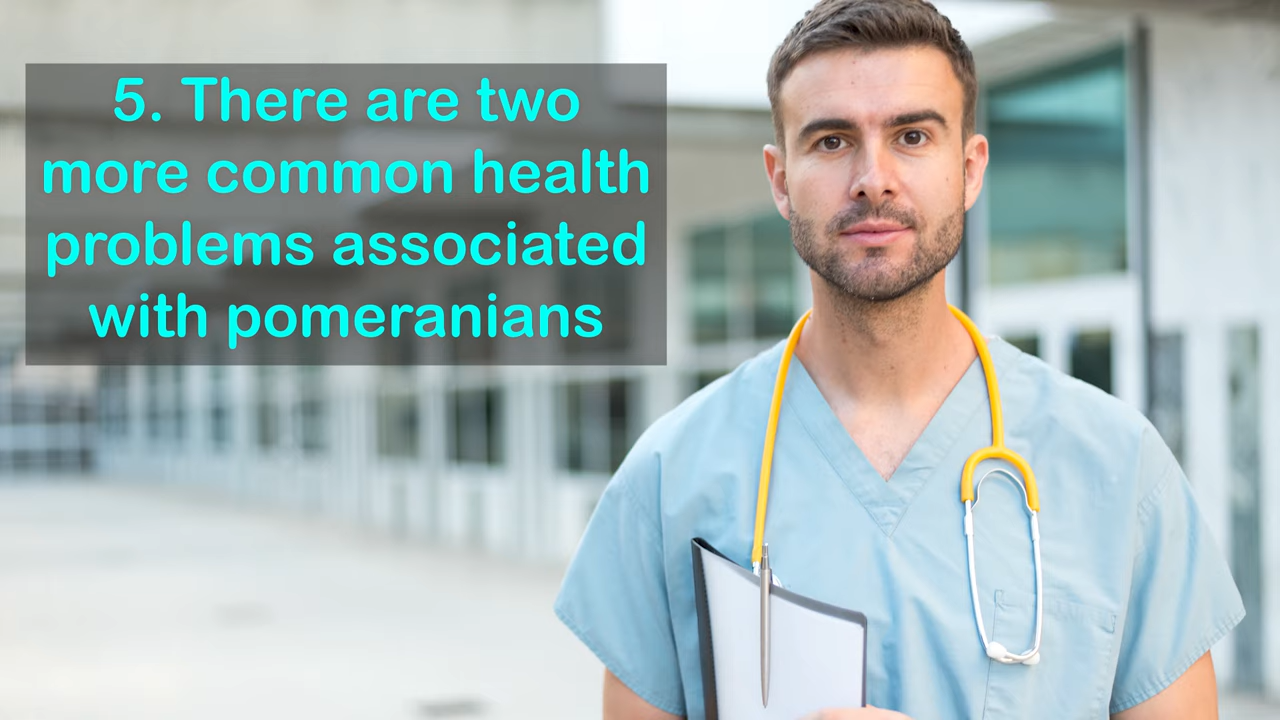 5. There are two
more common health
problems associated
with pomeranians